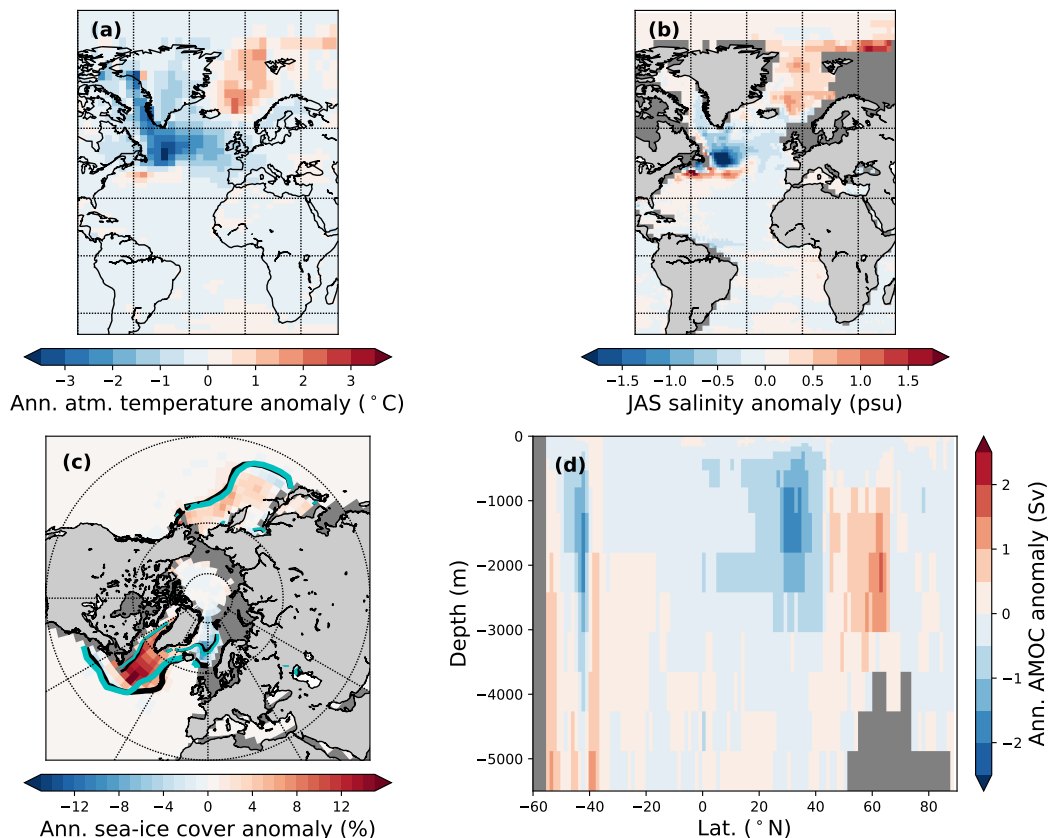 (a)
−3 −2 −1 0 1 2 3
Ann. atm. temperature anomaly (°C)
(b)
−1.5 −1.0 −0.5 0.0 0.5 1.0 1.5
JAS salinity anomaly (psu)
(c)
−12 −8 −4 0 4 8 12
Ann. sea-ice cover anomaly (%)
(d)
0
−1000
−2000
−3000
−4000
−5000
Depth (m)
−60 −40 −20 0 20 40 60 80
Lat. (°N)
2
1
0
−1
−2
Ann. AMOC anomaly (Sv)